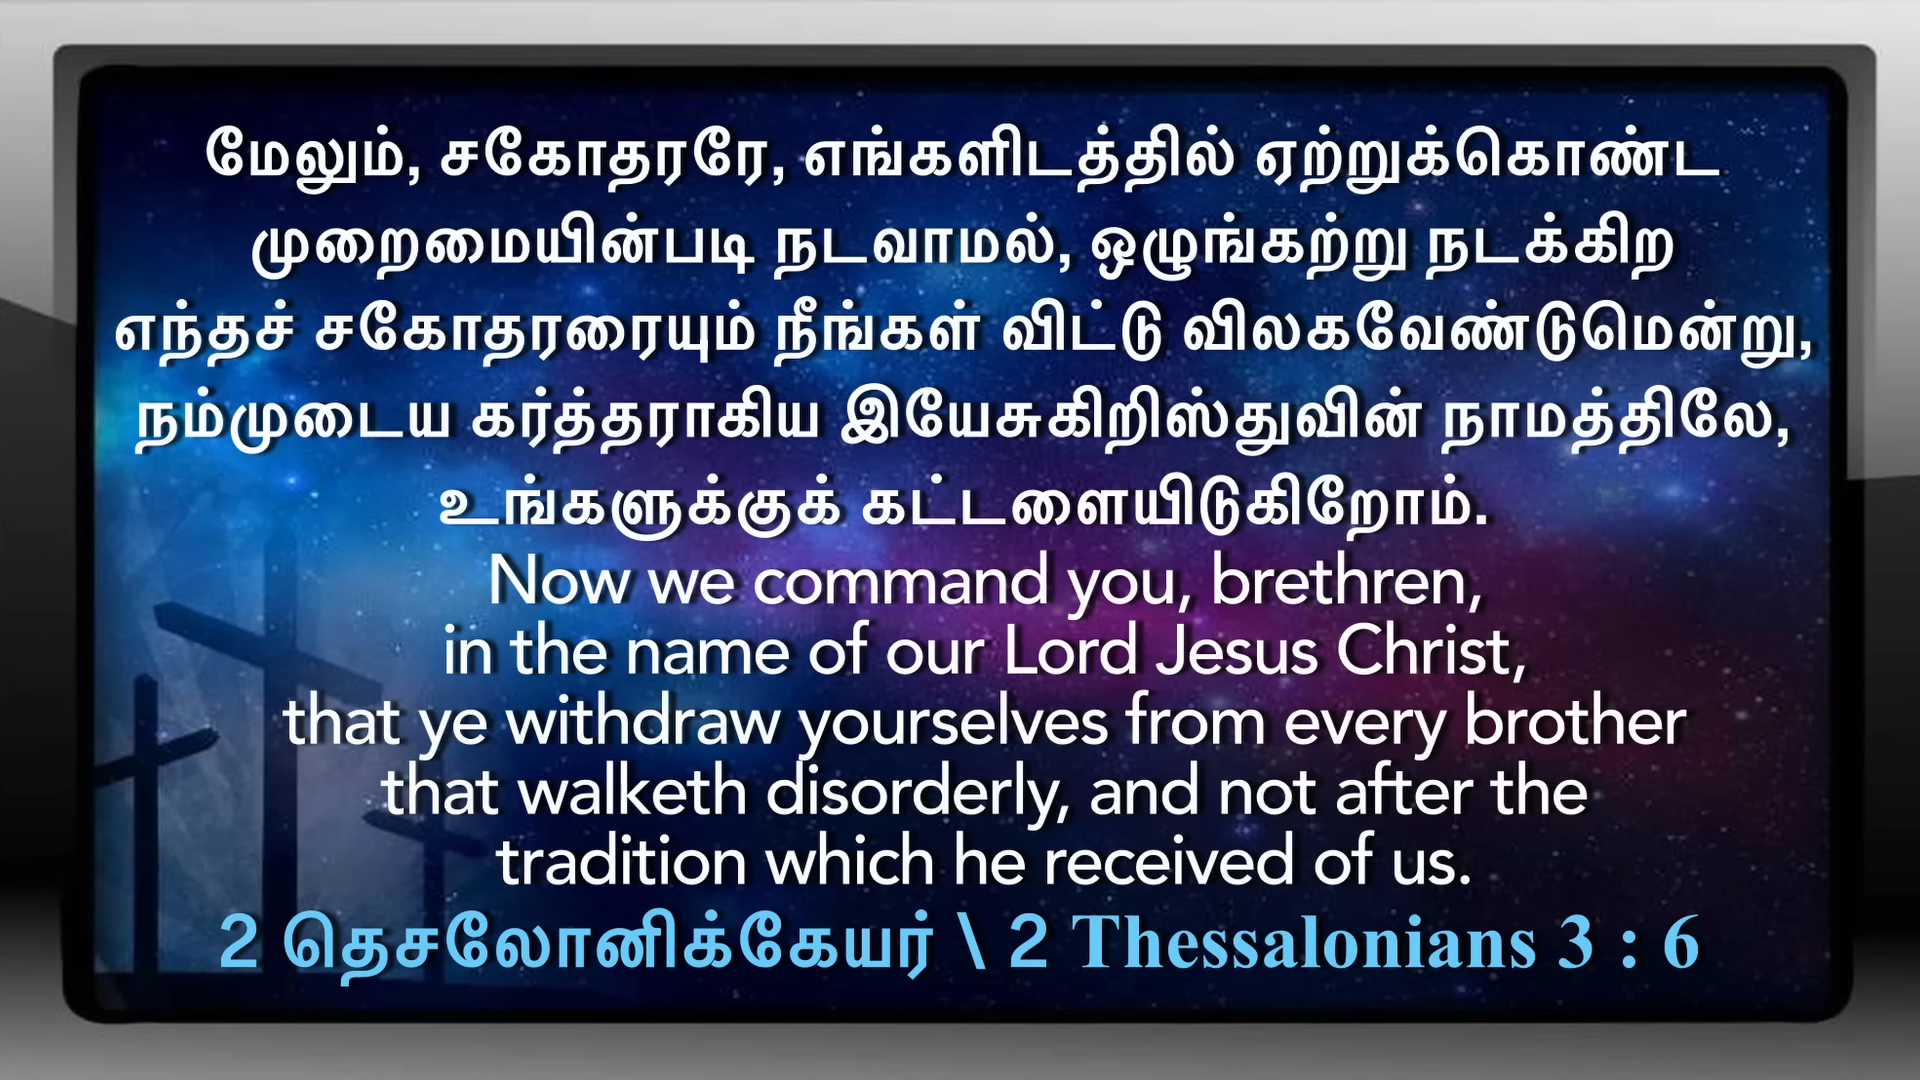 மேலும், சகோதரரே, எங்களிடத்தில் ஏற்றுக்கொண்ட
முறைமையின்படி நடவாமல், ஒழுங்கற்று நடக்கிற
எந்தச் சகோதரரையும் நீங்கள் விட்டு விலகவேண்டுமென்று,
நம்முடைய கர்த்தராகிய இயேசுகிறிஸ்துவின் நாமத்திலே,
உங்களுக்குக் கட்டளையிடுகிறோம்.
Now we command you, brethren,
in the name of our Lord Jesus Christ,
that ye withdraw yourselves from every brother
that walketh disorderly, and not after the
tradition which he received of us.
2 தெசலோனிக்கேயர் \ 2 Thessalonians 3 : 6